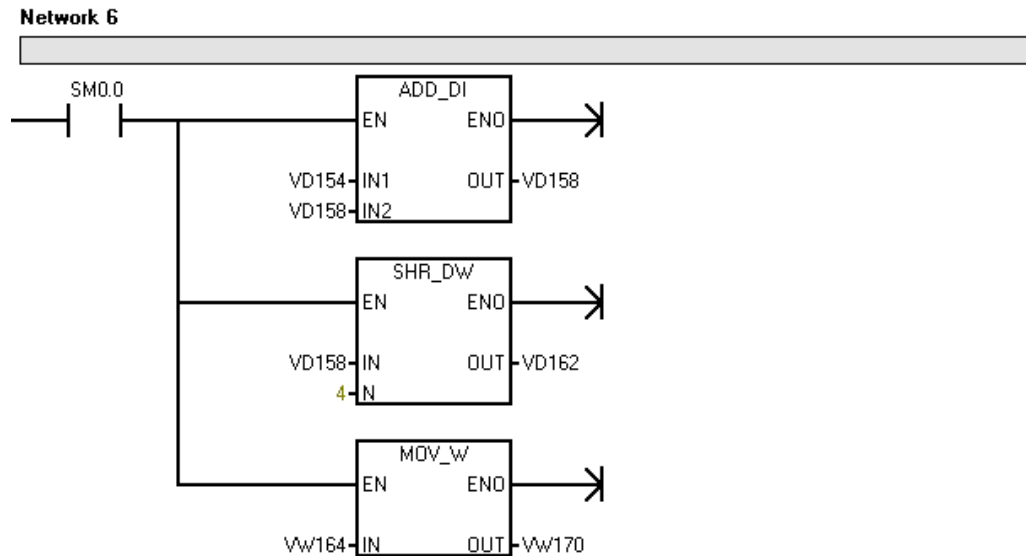 Network 6
SM0.0
ADD_DI
EN ENO
VD154 IN1 OUT VD158
VD158 IN2
SHR_DW
EN ENO
VD158 IN OUT VD162
4 N
MOV_W
EN ENO
VW164 IN OUT VW170